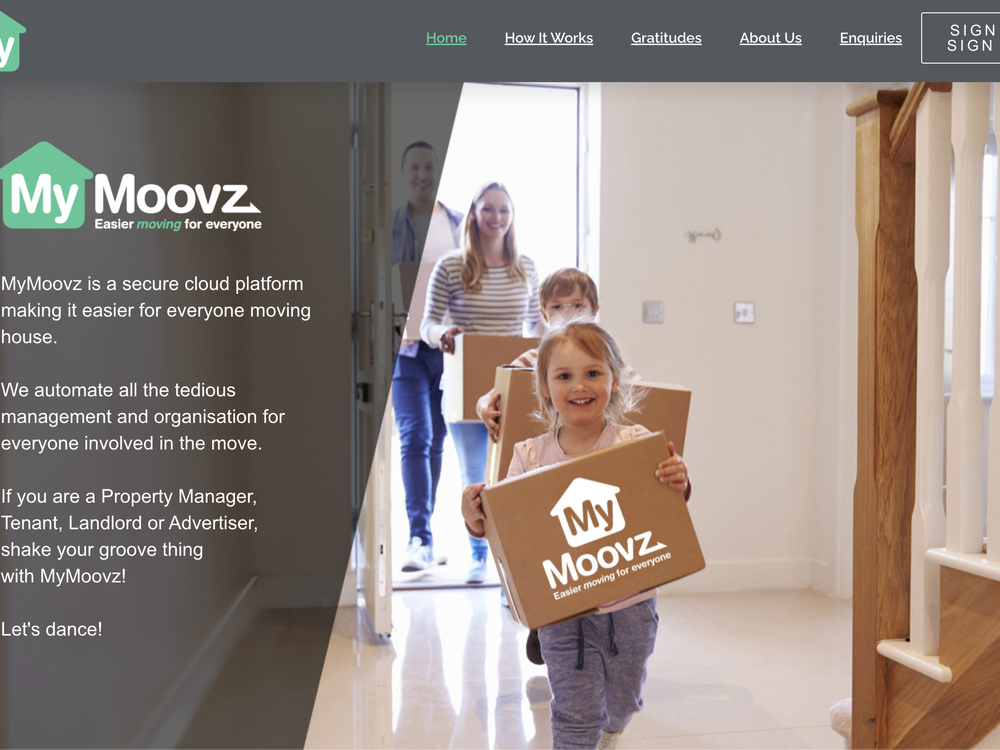 y
Home How It Works Gratitudes About Us Enquiries
SIGN
SIGN
My Moovz
Easier moving for everyone
MyMoovz is a secure cloud platform
making it easier for everyone moving
house.
We automate all the tedious
management and organisation for
everyone involved in the move.
If you are a Property Manager,
Tenant, Landlord or Advertiser,
shake your groove thing
with MyMoovz!
Let's dance!
My
Moovz
Easier moving for everyone